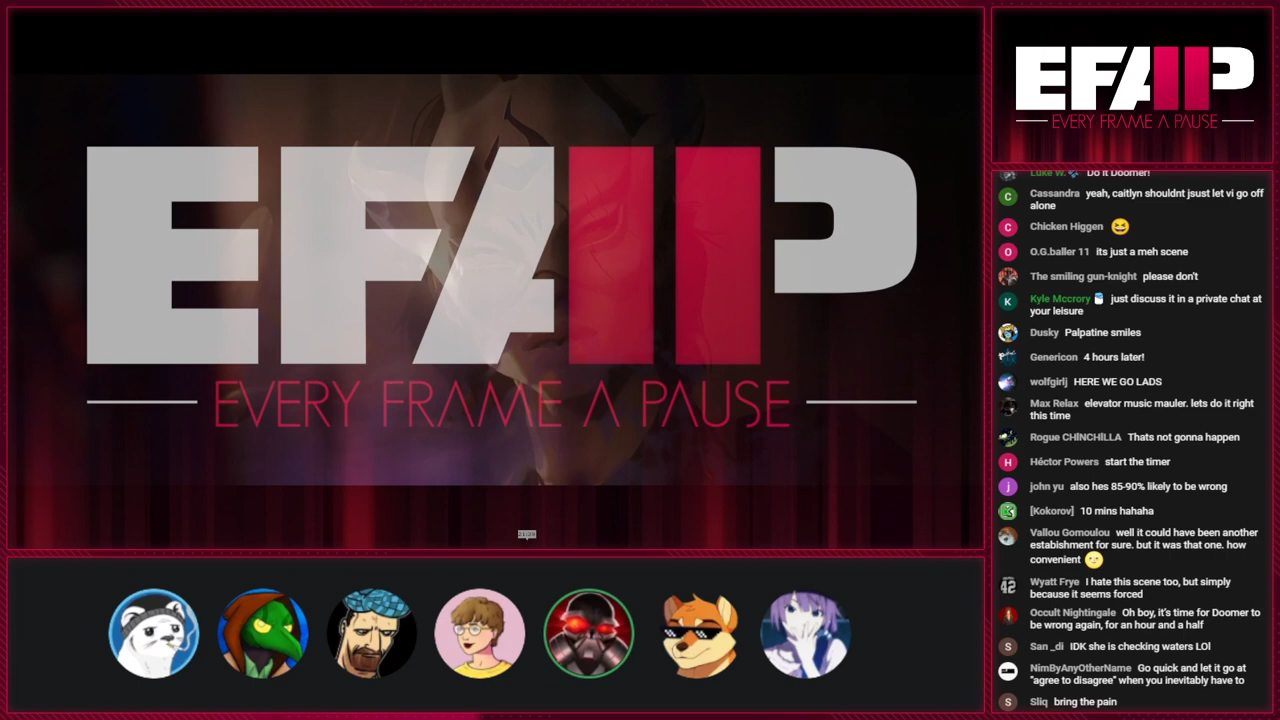 EFAP
EVERY FRAME A PAUSE
EFAP
EVERY FRAME A PAUSE
Luke W. Do it Doomer!
Cassandra yeah, caitlyn shouldnt jsust let vi go off
alone
Chicken Higgen
O.G.baller 11 its just a meh scene
The smiling gun-knight please don't
Kyle Mccrory just discuss it in a private chat at
your leisure
Dusky Palpatine smiles
Genericon 4 hours later!
wolfgirlj HERE WE GO LADS
Max Relax elevator music mauler. lets do it right
this time
Rogue CHINCHILLA Thats not gonna happen
Héctor Powers start the timer
john yu also hes 85-90% likely to be wrong
[Kokorov] 10 mins hahaha
Vallou Gomoulou well it could have been another
estabishment for sure. but it was that one. how
convenient
Wyatt Frye I hate this scene too, but simply
because it seems forced
Occult Nightingale Oh boy, it's time for Doomer to
be wrong again, for an hour and a half
San _di IDK she is checking waters LOl
NimByAnyOtherName Go quick and let it go at
"agree to disagree" when you inevitably have to
Sliq bring the pain